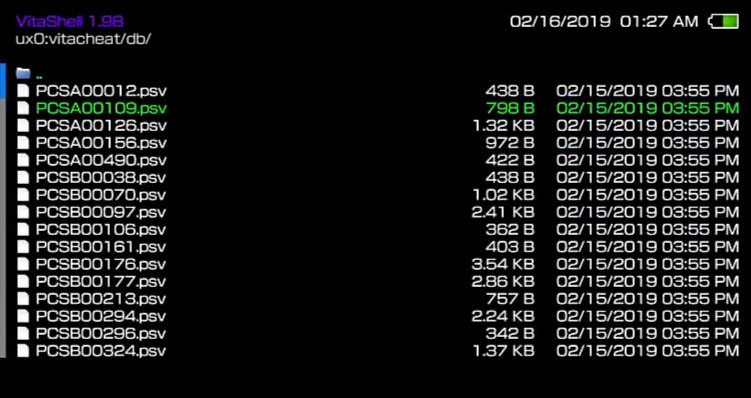 VitaShell 1.98 02/16/2019 01:27 AM
ux0:vitacheat/db/
..
PCSA00012.psv 438 B 02/15/2019 03:55 PM
PCSA00109.psv 798 B 02/15/2019 03:55 PM
PCSA00126.psv 1.32 KB 02/15/2019 03:55 PM
PCSA00156.psv 972 B 02/15/2019 03:55 PM
PCSA00490.psv 422 B 02/15/2019 03:55 PM
PCSB00038.psv 438 B 02/15/2019 03:55 PM
PCSB00070.psv 1.02 KB 02/15/2019 03:55 PM
PCSB00097.psv 2.41 KB 02/15/2019 03:55 PM
PCSB00106.psv 362 B 02/15/2019 03:55 PM
PCSB00161.psv 403 B 02/15/2019 03:55 PM
PCSB00176.psv 3.54 KB 02/15/2019 03:55 PM
PCSB00177.psv 2.86 KB 02/15/2019 03:55 PM
PCSB00213.psv 757 B 02/15/2019 03:55 PM
PCSB00294.psv 2.24 KB 02/15/2019 03:55 PM
PCSB00296.psv 342 B 02/15/2019 03:55 PM
PCSB00324.psv 1.37 KB 02/15/2019 03:55 PM